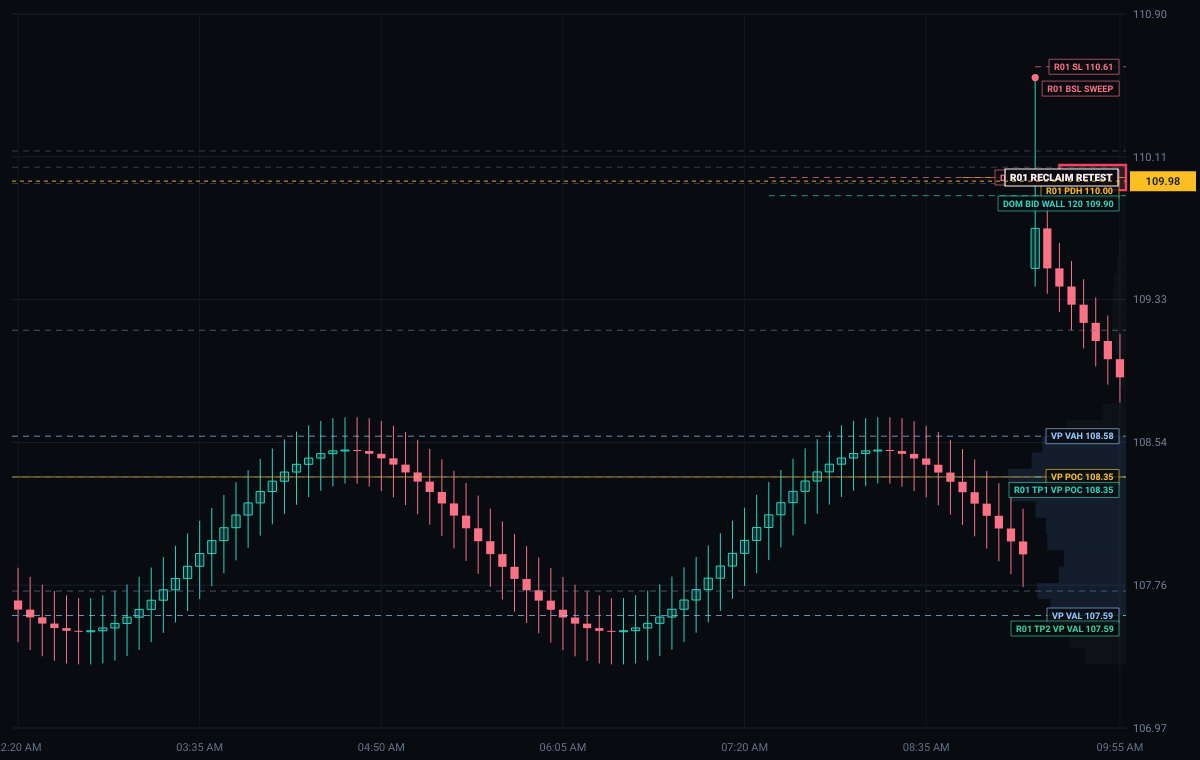 110.90
R01 SL 110.61
R01 BSL SWEEP
110.11
R01 RECLAIM RETEST
109.98
R01 PDH 110.00
DOM BID WALL 120 109.90
109.33
VP VAH 108.58
108.54
VP POC 108.35
R01 TP1 VP POC 108.35
107.76
VP VAL 107.59
R01 TP2 VP VAL 107.59
106.97
2:20 AM
03:35 AM
04:50 AM
06:05 AM
07:20 AM
08:35 AM
09:55 AM